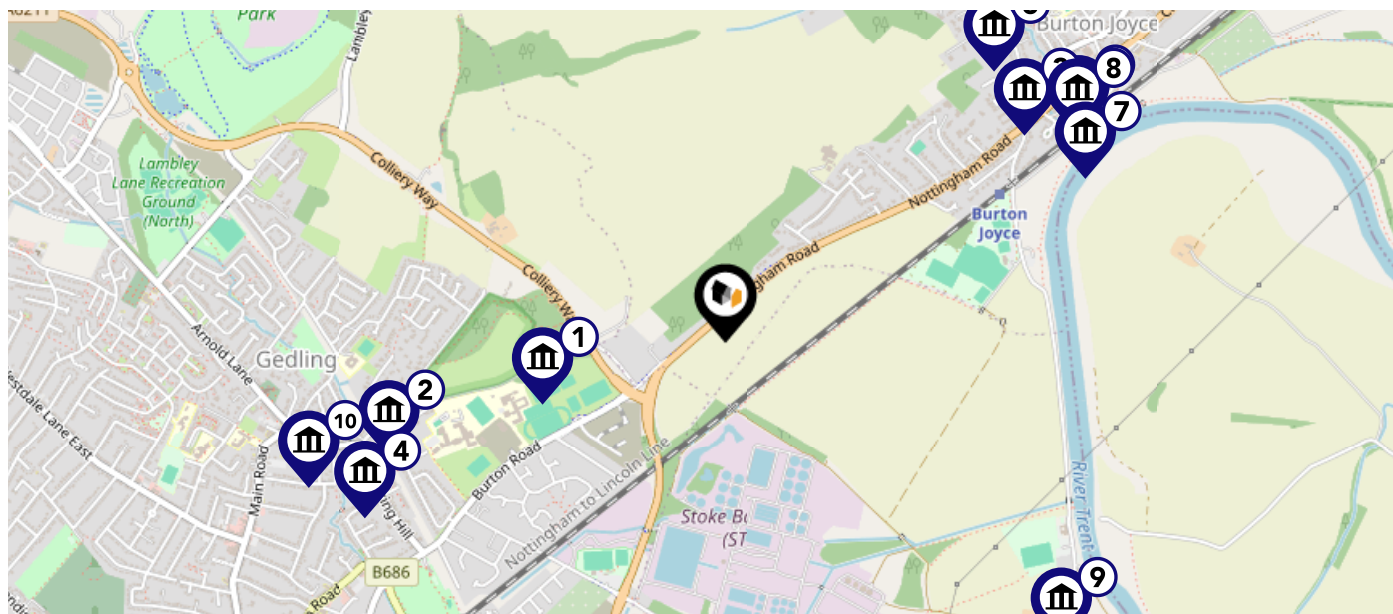 Park
Lambley
Burton Joyce
8
7
Colliery Way
Lambley
Lane Recreation
Ground
(North)
Nottingham Road
Burton
Joyce
Colliery
1
Arnold Lane
Gedling
2
10
4
Main Road
Burton Road
Nottingham to Lincoln Line
River Trent
Stoke
B686
Road
9